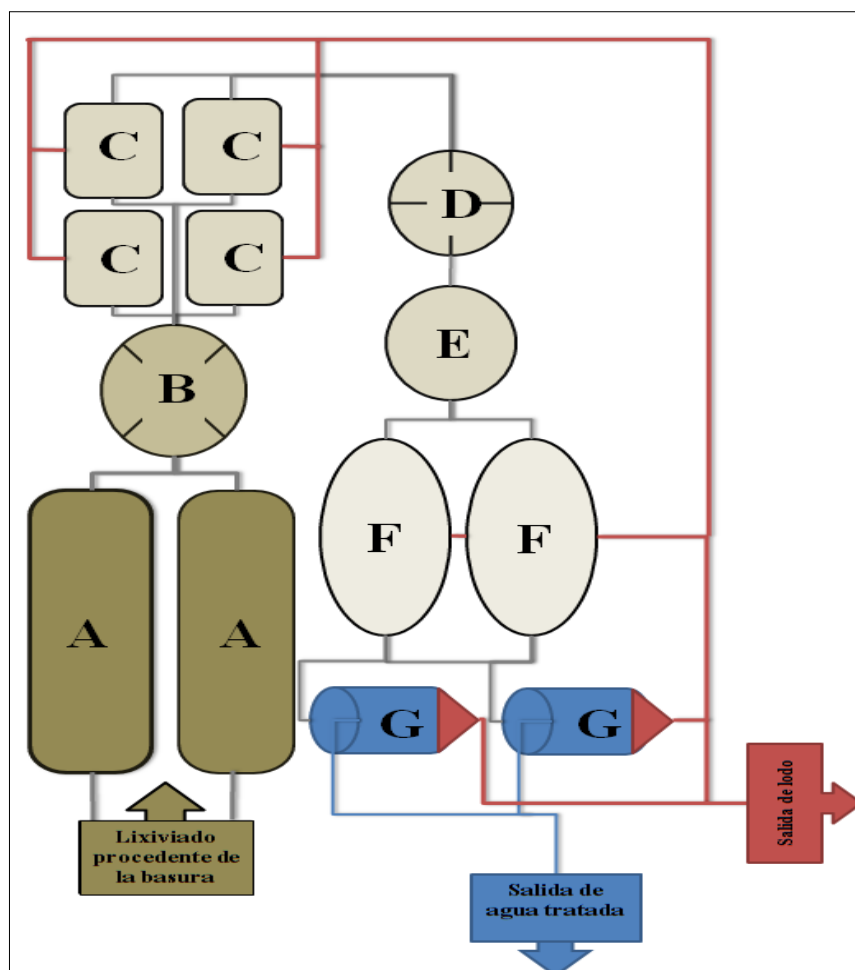 C
C
C
C
D
E
B
F
F
A
A
G
G
Lixiviado
procedente de
la basura
Salida de lodo
Salida de
agua tratada